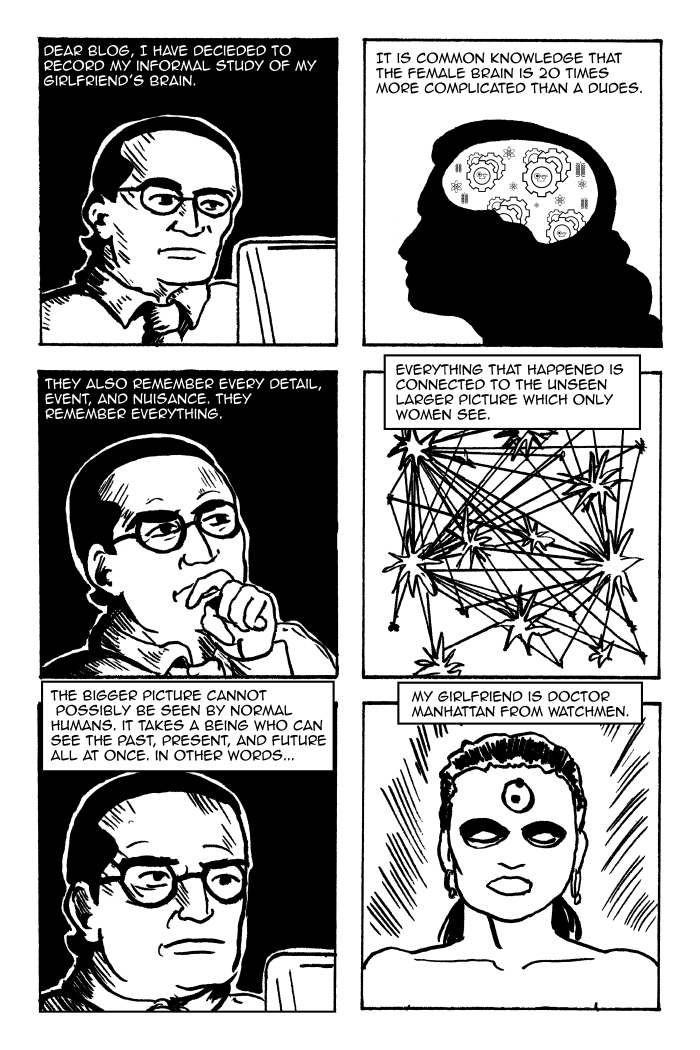 DEAR BLOG, I HAVE DECIEDED TO
RECORD MY INFORMAL STUDY OF MY
GIRLFRIEND'S BRAIN.
IT IS COMMON KNOWLEDGE THAT
THE FEMALE BRAIN IS 20 TIMES
MORE COMPLICATED THAN A DUDES.
THEY ALSO REMEMBER EVERY DETAIL,
EVENT, AND NUISANCE. THEY
REMEMBER EVERYTHING.
EVERYTHING THAT HAPPENED IS
CONNECTED TO THE UNSEEN
LARGER PICTURE WHICH ONLY
WOMEN SEE.
THE BIGGER PICTURE CANNOT
POSSIBLY BE SEEN BY NORMAL
HUMANS. IT TAKES A BEING WHO CAN
SEE THE PAST, PRESENT, AND FUTURE
ALL AT ONCE. IN OTHER WORDS...
MY GIRLFRIEND IS DOCTOR
MANHATTAN FROM WATCHMEN.